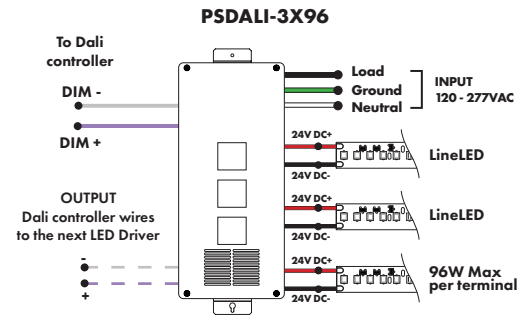 PSDALI-3X96
To Dali
controller
DIM -
DIM +
OUTPUT
Dali controller wires
to the next LED Driver
-
+
Load
Ground
Neutral
INPUT
120 - 277VAC
24V DC+
24V DC-
LineLED
24V DC+
24V DC-
LineLED
24V DC+
24V DC-
96W Max
per terminal